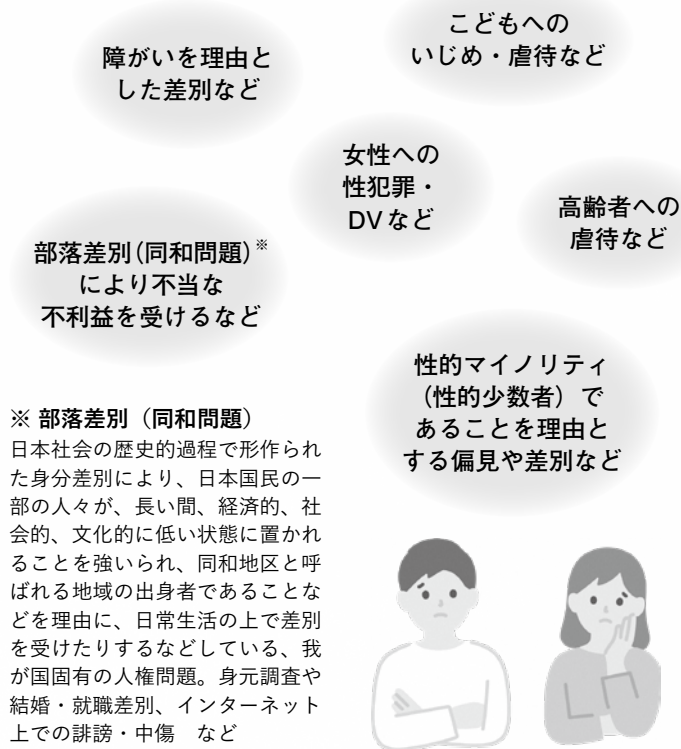 障がいを理由と
した差別など
こどもへの
いじめ・虐待など
女性への
性犯罪・
DVなど
高齢者への
虐待など
部落差別（同和問題）※
により不当な
不利益を受けるなど
性的マイノリティ
（性的少数者）で
あることを理由と
する偏見や差別など
※ 部落差別（同和問題）
日本社会の歴史的過程で形作られ
た身分差別により、日本国民の一
部の人々が、長い間、経済的、社
会的、文化的に低い状態に置かれ
ることを強いられ、同和地区と呼
ばれる地域の出身者であることな
どを理由に、日常生活の上で差別
を受けたりするなどしている、我
が国固有の人権問題。身元調査や
結婚・就職差別、インターネット
上での誹謗・中傷　など